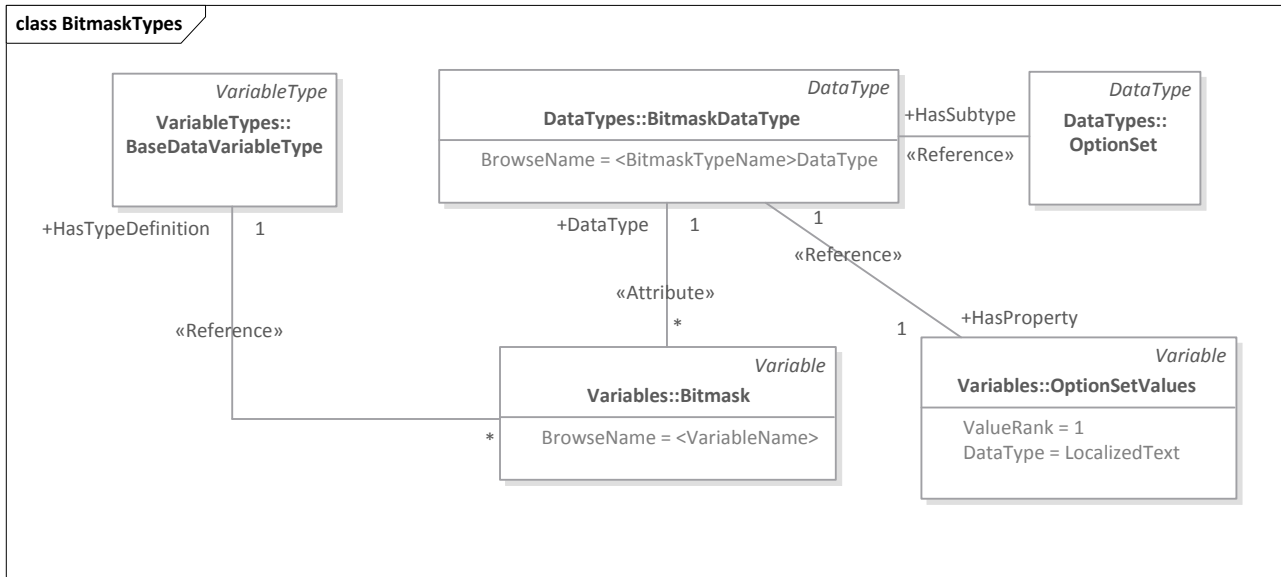 class BitmaskTypes
VariableType
VariableTypes::
BaseDataVariableType
DataType
DataTypes::BitmaskDataType
BrowseName = <BitmaskTypeName>DataType
DataType
DataTypes::
OptionSet
+HasSubtype
«Reference»
+HasTypeDefinition
1
+DataType
1
1
«Reference»
«Attribute»
«Reference»
*
+HasProperty
1
Variable
Variables::Bitmask
BrowseName = <VariableName>
*
Variable
Variables::OptionSetValues
ValueRank = 1
DataType = LocalizedText